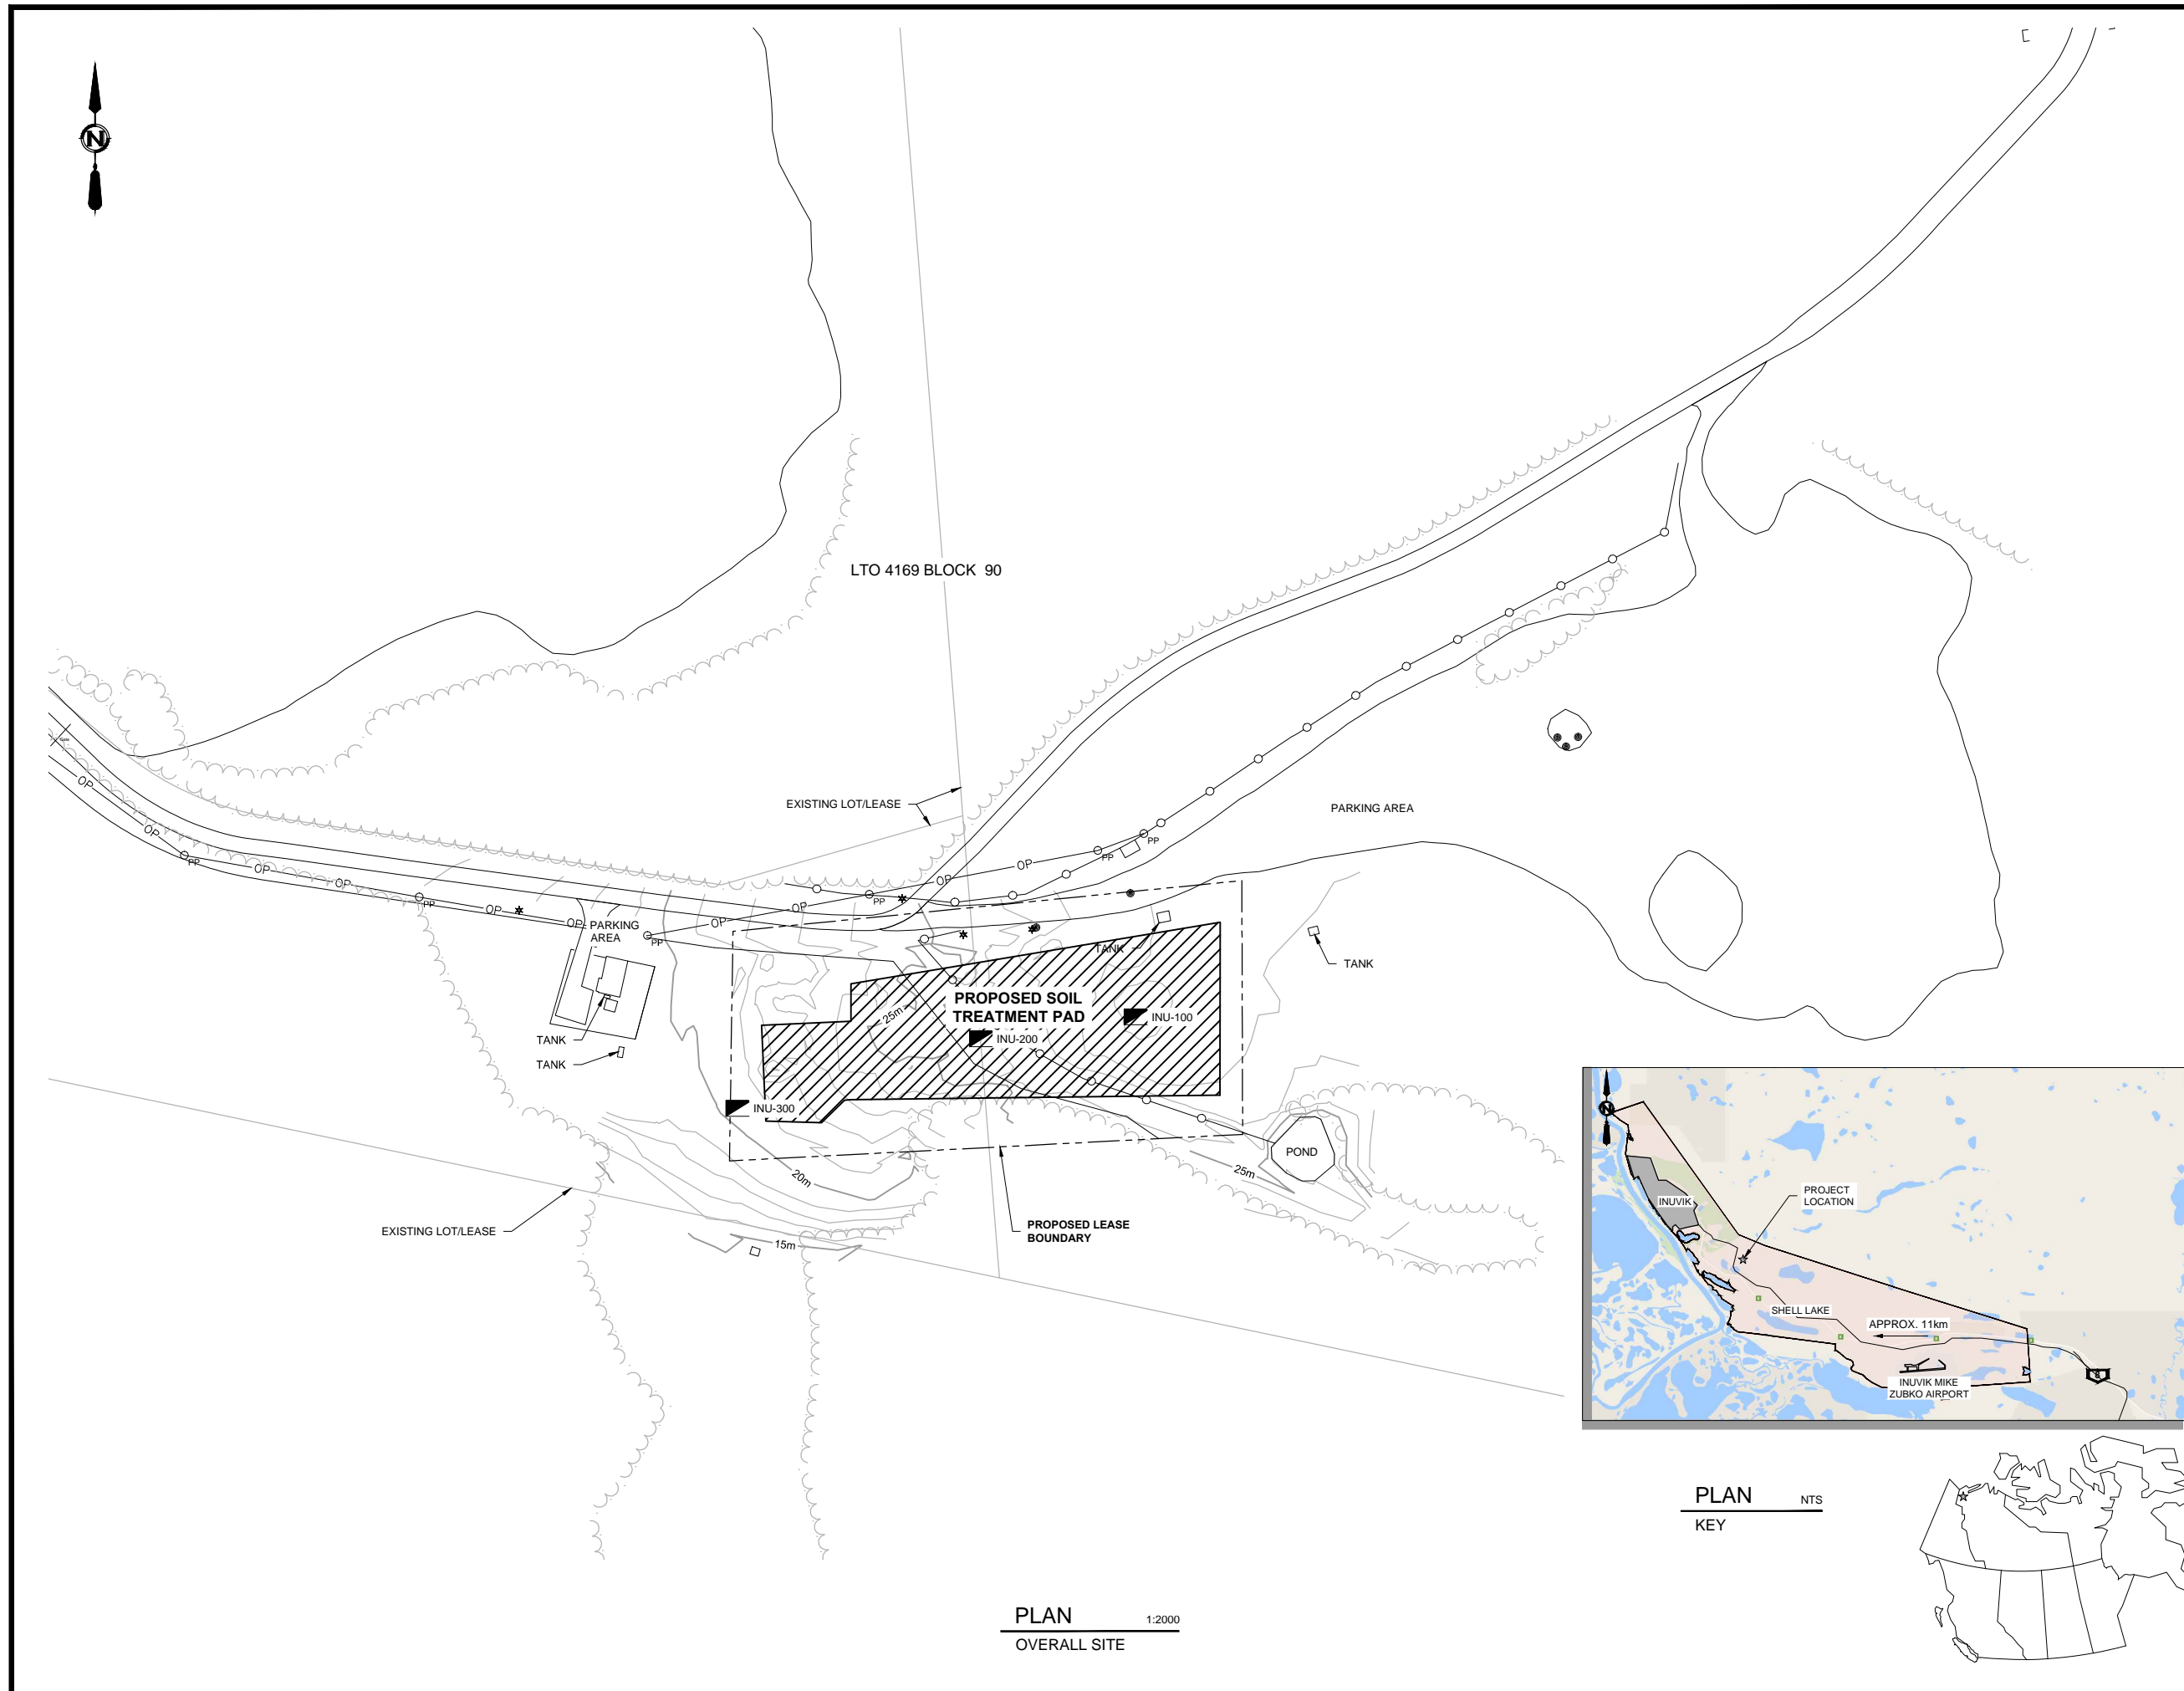 N
LTO 4169 BLOCK 90
EXISTING LOT/LEASE
PARKING AREA
OP
OP
PP
OP
OP
PP
OP
OP
PARKING
AREA
PP
OP
OP
PP
OP
OP
PP
PP
TANK
TANK
PROPOSED SOIL
TREATMENT PAD
25m
INU-100
INU-200
INU-300
TANK
TANK
POND
20m
25m
15m
EXISTING LOT/LEASE
PROPOSED LEASE
BOUNDARY
N
INUVIK
PROJECT
LOCATION
SHELL LAKE
APPROX. 11km
INUVIK MIKE
ZUBKO AIRPORT
8
PLAN NTS
KEY
PLAN 1:2000
OVERALL SITE